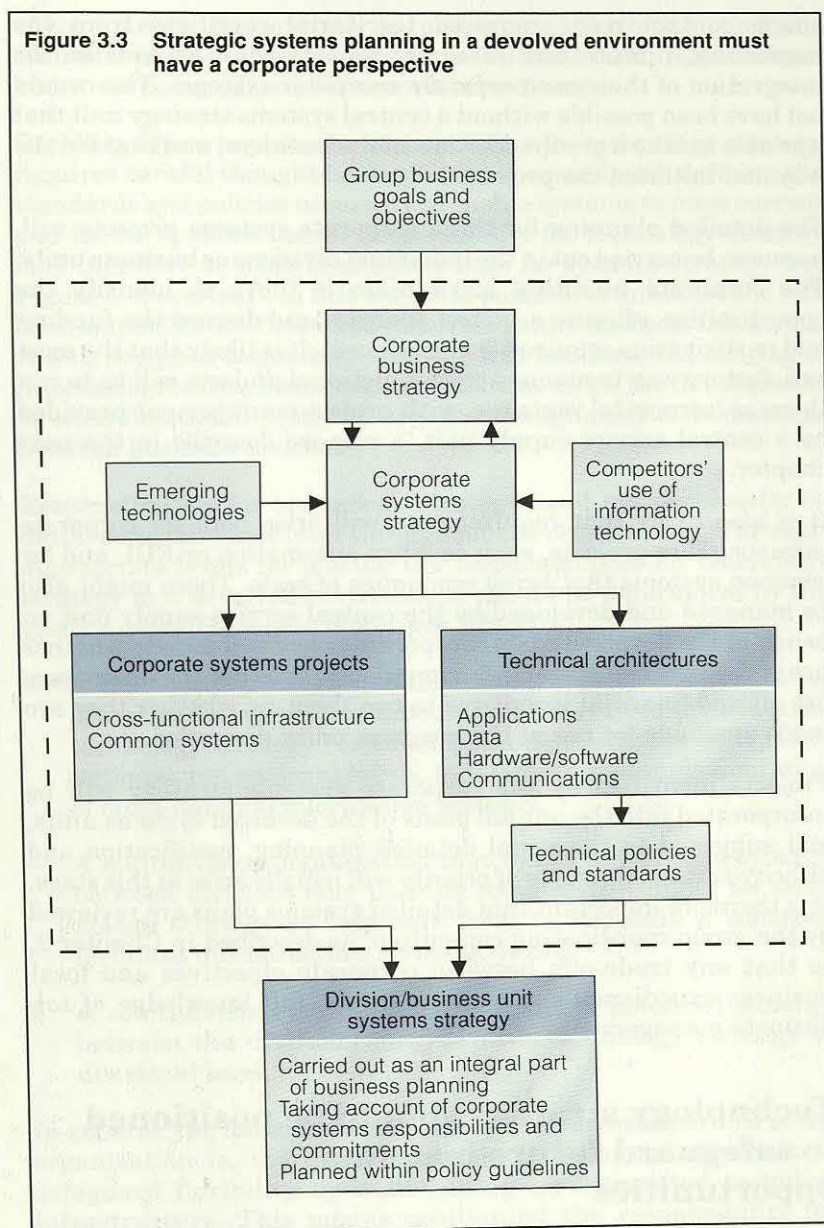 Figure 3.3 Strategic systems planning in a devolved environment must
have a corporate perspective
Group business
goals and
objectives
Corporate
business
strategy
Emerging
technologies
Corporate
systems
strategy
Competitors'
use of
information
technology
Corporate systems projects
Cross-functional infrastructure
Common systems
Technical architectures
Applications
Data
Hardware/software
Communications
Technical policies
and standards
Division/business unit
systems strategy
Carried out as an integral part
of business planning
Taking account of corporate
systems responsibilities and
commitments
Planned within policy guidelines